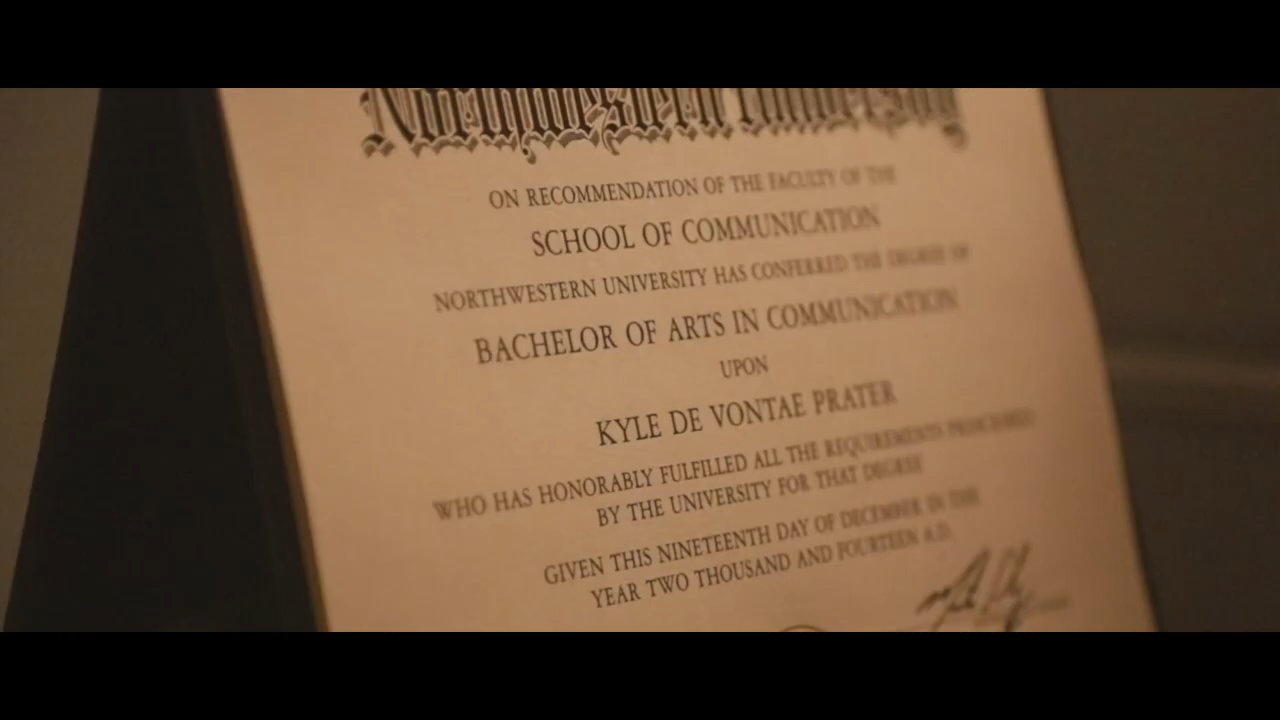 Northwestern University
ON RECOMMENDATION OF THE FACULTY OF THE
SCHOOL OF COMMUNICATION
NORTHWESTERN UNIVERSITY HAS CONFERRED THE DEGREE OF
BACHELOR OF ARTS IN COMMUNICATION
UPON
KYLE DE VONTAE PRATER
WHO HAS HONORABLY FULFILLED ALL THE REQUIREMENTS PRESCRIBED
BY THE UNIVERSITY FOR THAT DEGREE
GIVEN THIS NINETEENTH DAY OF DECEMBER IN THE
YEAR TWO THOUSAND AND FOURTEEN A.D.